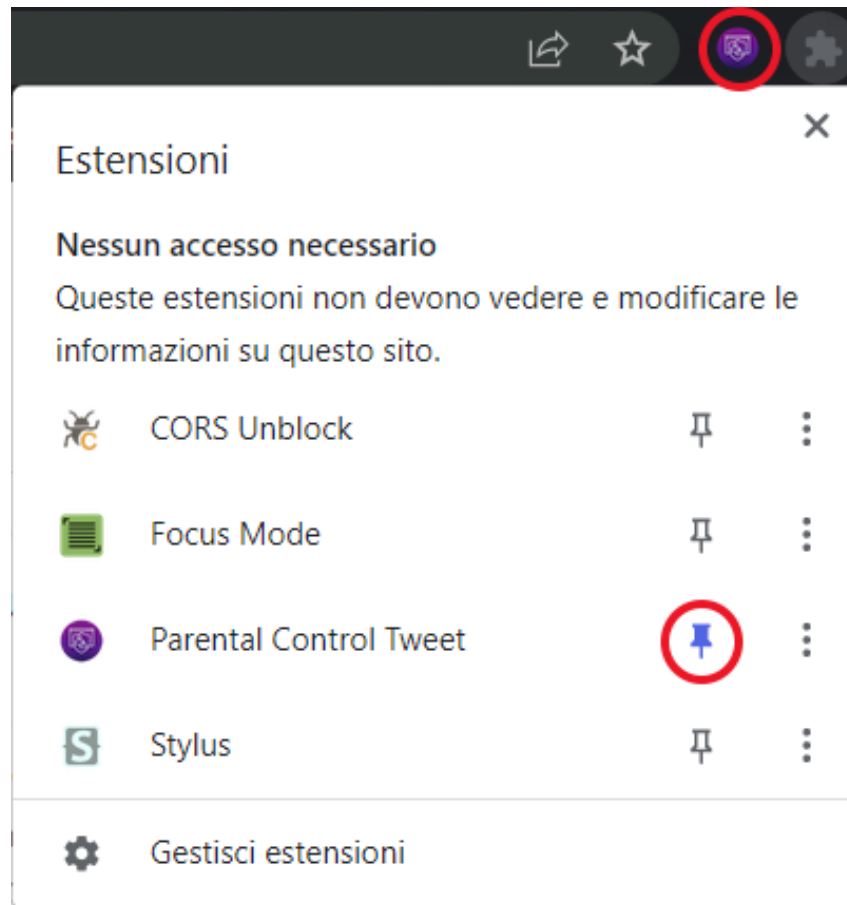 Estensioni
Nessun accesso necessario
Queste estensioni non devono vedere e modificare le
informazioni su questo sito.
CORS Unblock
Focus Mode
Parental Control Tweet
Stylus
Gestisci estensioni